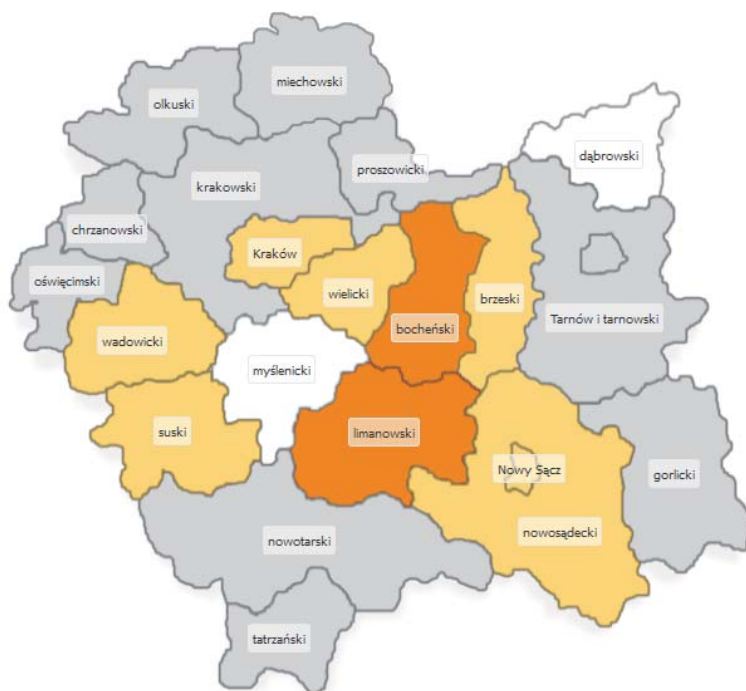 miechowski
olkuski
dąbrowski
proszowicki
krakowski
chrzanowski
Kraków
oświęcimski
wielicki
brzeski
Tarnów i tarnowski
bocheński
wadowicki
myślenicki
suski
limanowski
Nowy Sącz
gorlicki
nowosądecki
nowotarski
tatrzański